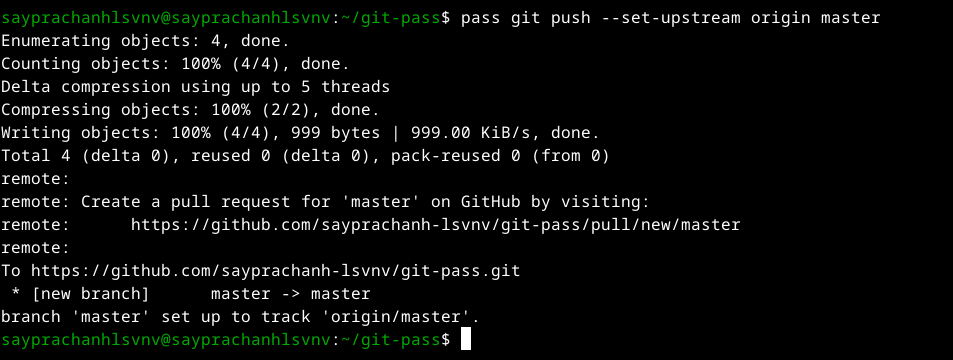 sayprachanhlsvnv@sayprachanhlsvnv:~/git-pass$ pass git push --set-upstream origin master
Enumerating objects: 4, done.
Counting objects: 100% (4/4), done.
Delta compression using up to 5 threads
Compressing objects: 100% (2/2), done.
Writing objects: 100% (4/4), 999 bytes | 999.00 KiB/s, done.
Total 4 (delta 0), reused 0 (delta 0), pack-reused 0 (from 0)
remote:
remote: Create a pull request for 'master' on GitHub by visiting:
remote:      https://github.com/sayprachanh-lsvnv/git-pass/pull/new/master
remote:
To https://github.com/sayprachanh-lsvnv/git-pass.git
 * [new branch]      master -> master
branch 'master' set up to track 'origin/master'.
sayprachanhlsvnv@sayprachanhlsvnv:~/git-pass$